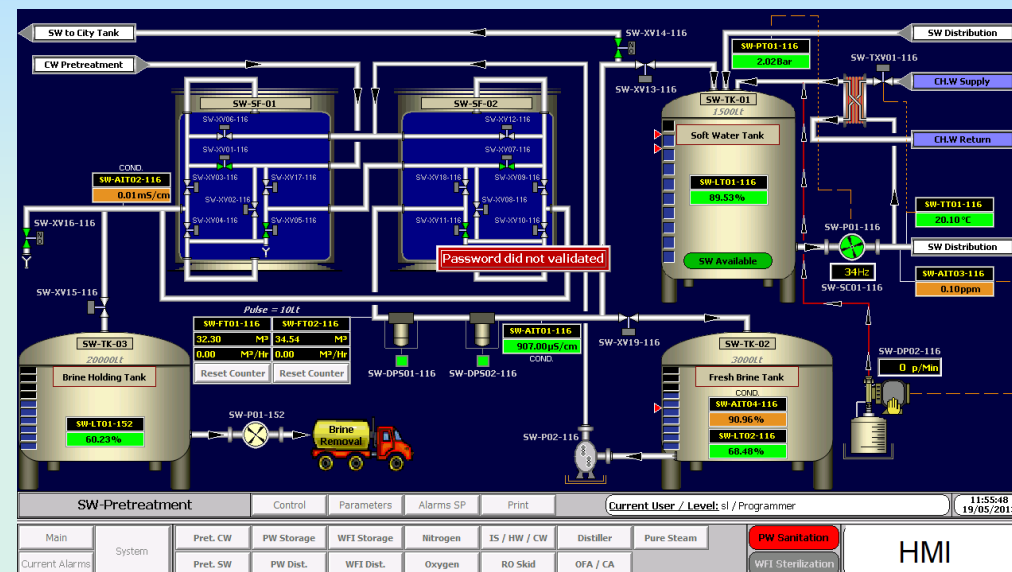 SW to City Tank
CW Pretreatment
SW-XV14-116
SW-XV13-116
SW-PT01-116
2.02Bar
SW-TXV01-116
SW Distribution
CH.W Supply
CH.W Return
SW-SF-01
SW-SF-02
SW-XV06-116
SW-XV01-116
SW-XV03-116
SW-XV17-116
SW-XV02-116
SW-XV04-116
SW-XV05-116
SW-XV12-116
SW-XV07-116
SW-XV18-116
SW-XV09-116
SW-XV08-116
SW-XV11-116
SW-XV10-116
COND.
SW-AIT02-116
0.01mS/cm
SW-XV16-116
SW-XV15-116
Password did not validated
SW-TK-01
1500Lt
Soft Water Tank
SW-LT01-116
89.53%
SW Available
SW-TT01-116
20.10°C
SW-P01-116
34Hz
SW-SC01-116
SW Distribution
SW-AIT03-116
0.10ppm
Pulse = 10Lt
SW-FT01-116 SW-FT02-116
32.30 M³ 34.54 M³
0.00 M³/Hr 0.00 M³/Hr
Reset Counter Reset Counter
SW-DPS01-116
SW-DPS02-116
SW-AIT01-116
907.00µS/cm
COND.
SW-XV19-116
SW-TK-03
20000Lt
Brine Holding Tank
SW-LT01-152
60.23%
SW-P01-152
Brine
Removal
SW-P02-116
SW-TK-02
3000Lt
Fresh Brine Tank
COND.
SW-AIT04-116
90.96%
SW-LT02-116
68.48%
SW-DP02-116
0 p/Min
SW-Pretreatment
Control Parameters Alarms SP Print
Current User / Level: sl / Programmer
11:55:48
19/05/201
Main System Pret. CW PW Storage WFI Storage Nitrogen IS / HW / CW Distiller Pure Steam PW Sanitation
Current Alarms Pret. SW PW Dist. WFI Dist. Oxygen RO Skid OFA / CA WFI Sterilization
HMI